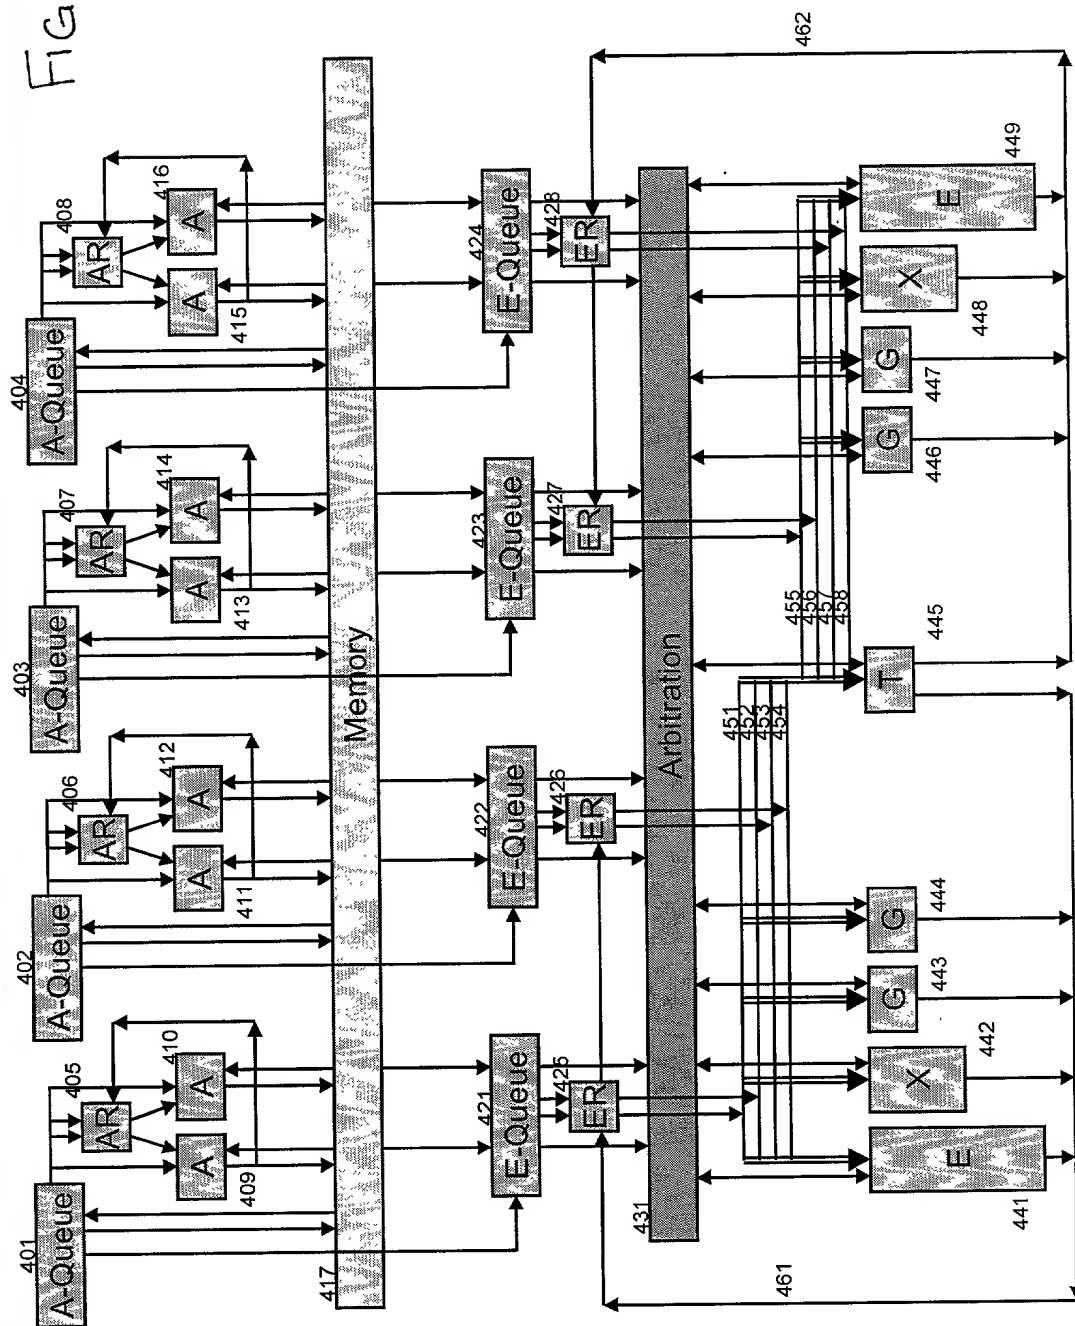 FIG
401
A-Queue
402
A-Queue
403
A-Queue
404
A-Queue
405
AR
406
AR
407
AR
408
AR
409
A
410
A
411
A
412
A
413
A
414
A
415
A
416
A
417
Memory
421
E-Queue
422
E-Queue
423
E-Queue
424
E-Queue
425
ER
426
ER
427
ER
428
ER
431
Arbitration
451
452
453
454
455
456
457
458
E
441
X
442
G
443
G
444
T
445
G
446
G
447
X
448
E
449
461
462